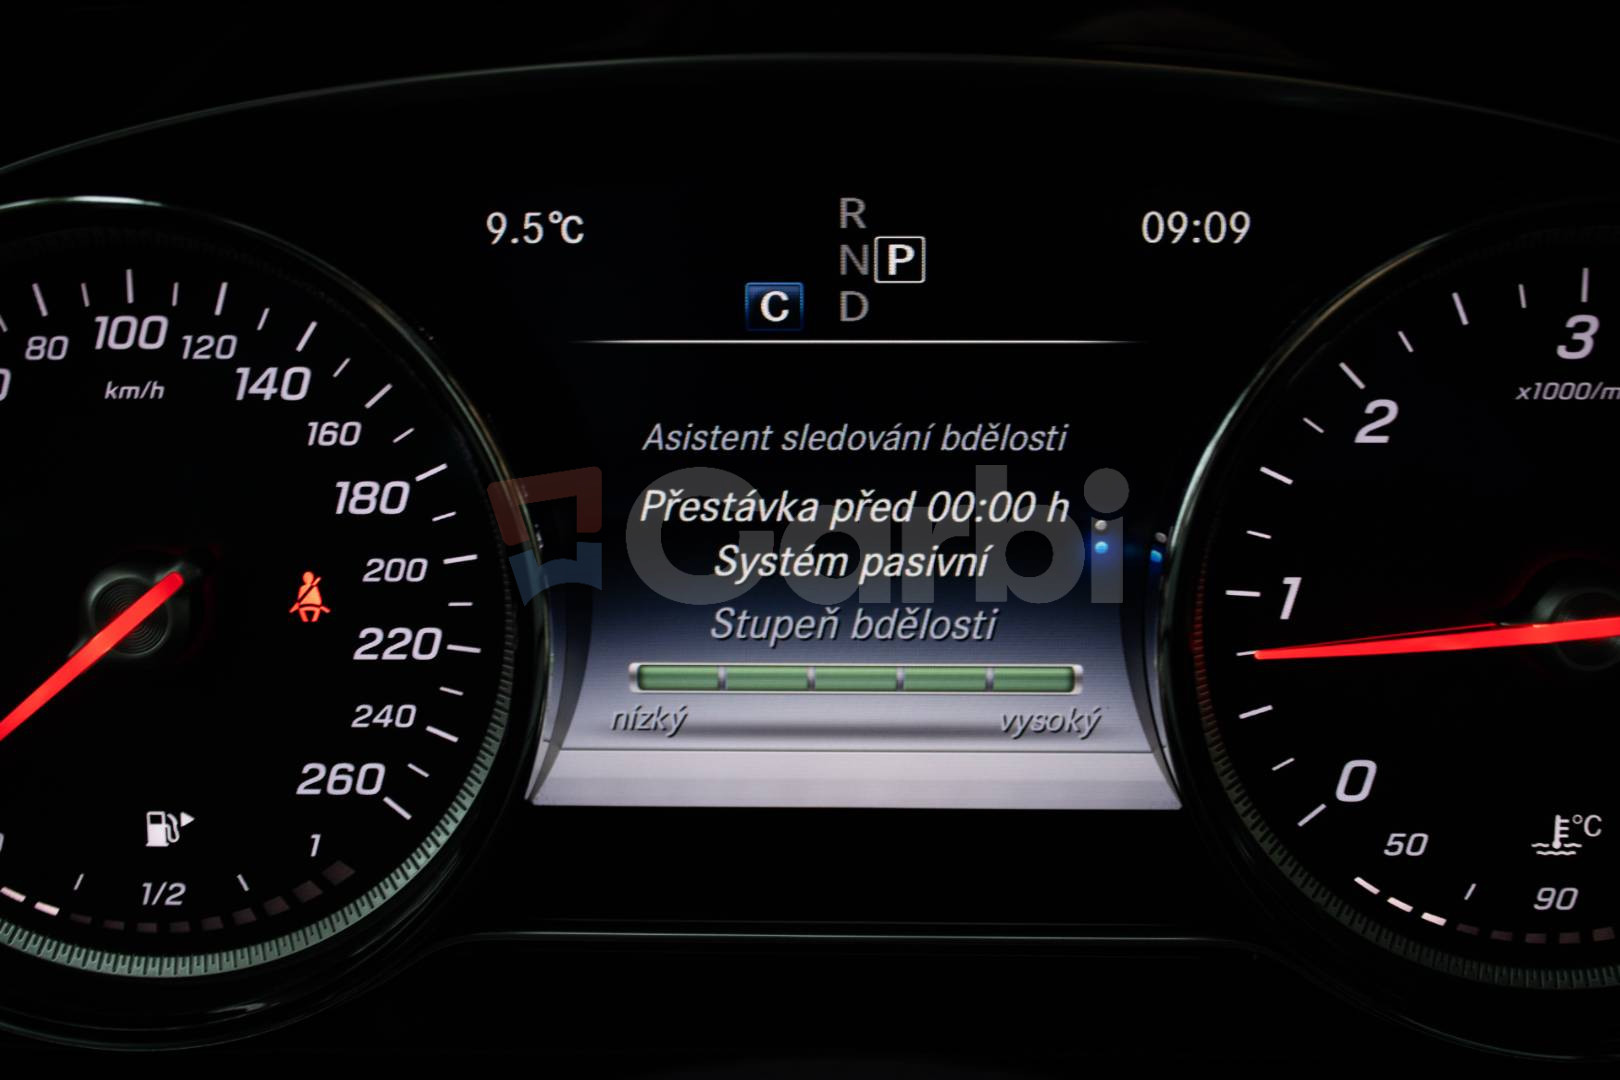 9.5°C
R
N P
C D
09:09
Asistent sledování bdělosti
Přestávka před 00:00 h
Systém pasivní
Stupeň bdělosti
nízký vysoký
Garbi
80
100
120
km/h
140
160
180
200
220
240
260
1/2
1
3
x1000/m
2
1
0
50
°C
90